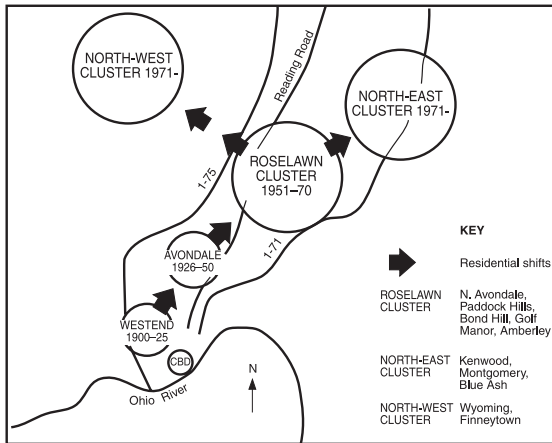 NORTH-WEST
CLUSTER 1971-
Reading Road
NORTH-EAST
CLUSTER 1971-
ROSELAWN
CLUSTER
1951–70
1-75
1-71
AVONDALE
1926–50
WESTEND
1900–25
CBD
Ohio River
N
KEY
Residential shifts
ROSELAWN
CLUSTER
N. Avondale,
Paddock Hills,
Bond Hill, Golf
Manor, Amberley
NORTH-EAST
CLUSTER
Kenwood,
Montgomery,
Blue Ash
NORTH-WEST
CLUSTER
Wyoming,
Finneytown